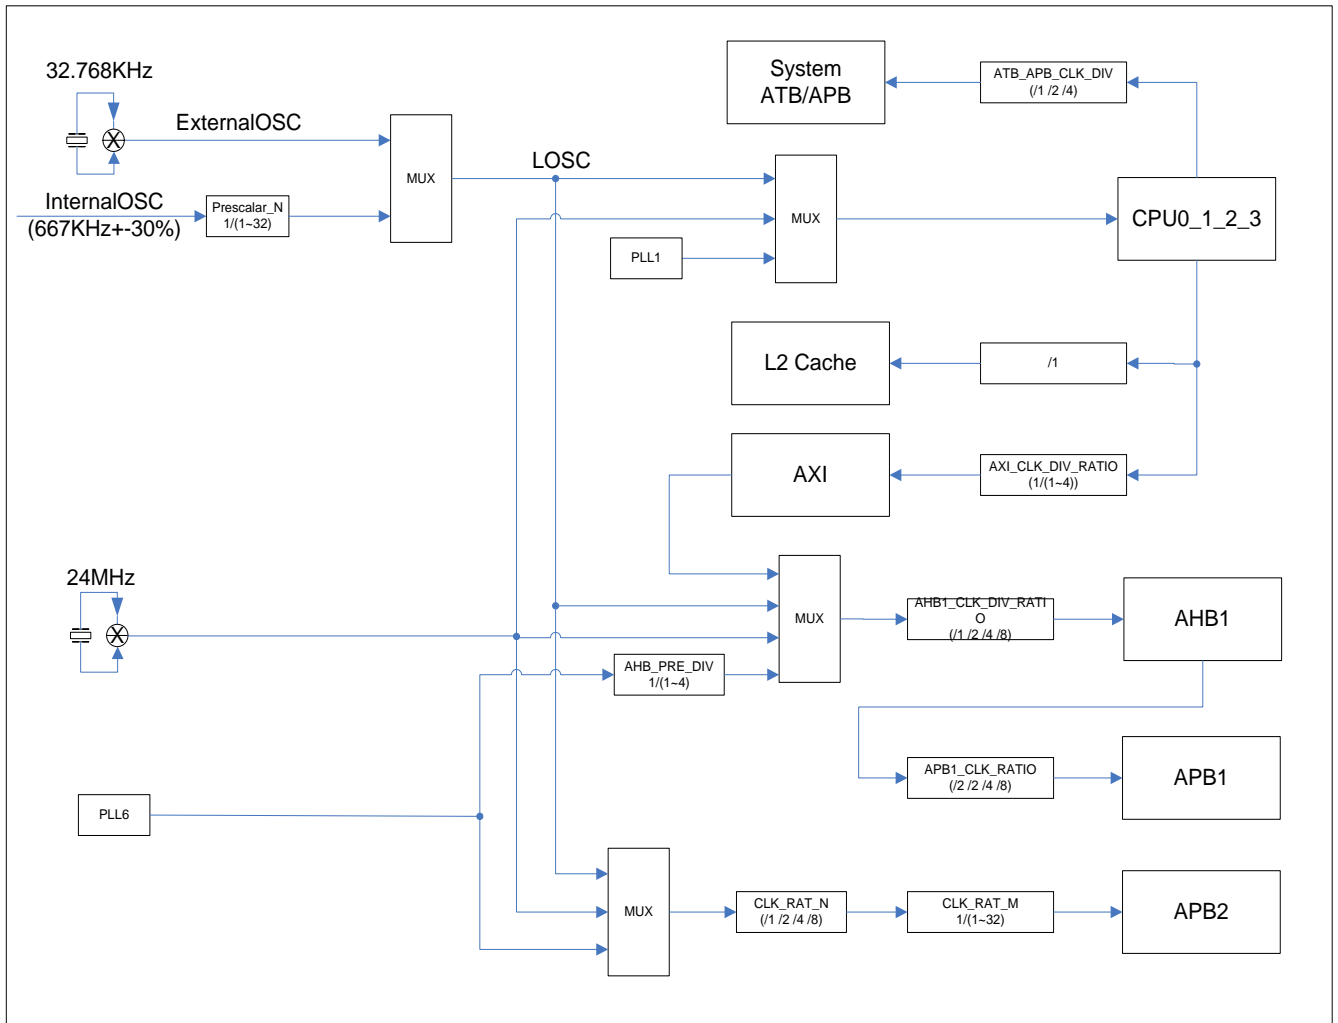 32.768KHz
ExternalOSC
InternalOSC
(667KHz+-30%)
Prescalar_N
1/(1~32)
MUX
LOSC
System
ATB/APB
ATB_APB_CLK_DIV
(/1 /2 /4)
MUX
PLL1
CPU0_1_2_3
L2 Cache
/1
AXI
AXI_CLK_DIV_RATIO
(1/(1~4))
24MHz
MUX
AHB1_CLK_DIV_RATI
O
(/1 /2 /4 /8)
AHB1
AHB_PRE_DIV
1/(1~4)
APB1_CLK_RATIO
(/2 /2 /4 /8)
APB1
PLL6
MUX
CLK_RAT_N
(/1 /2 /4 /8)
CLK_RAT_M
1/(1~32)
APB2